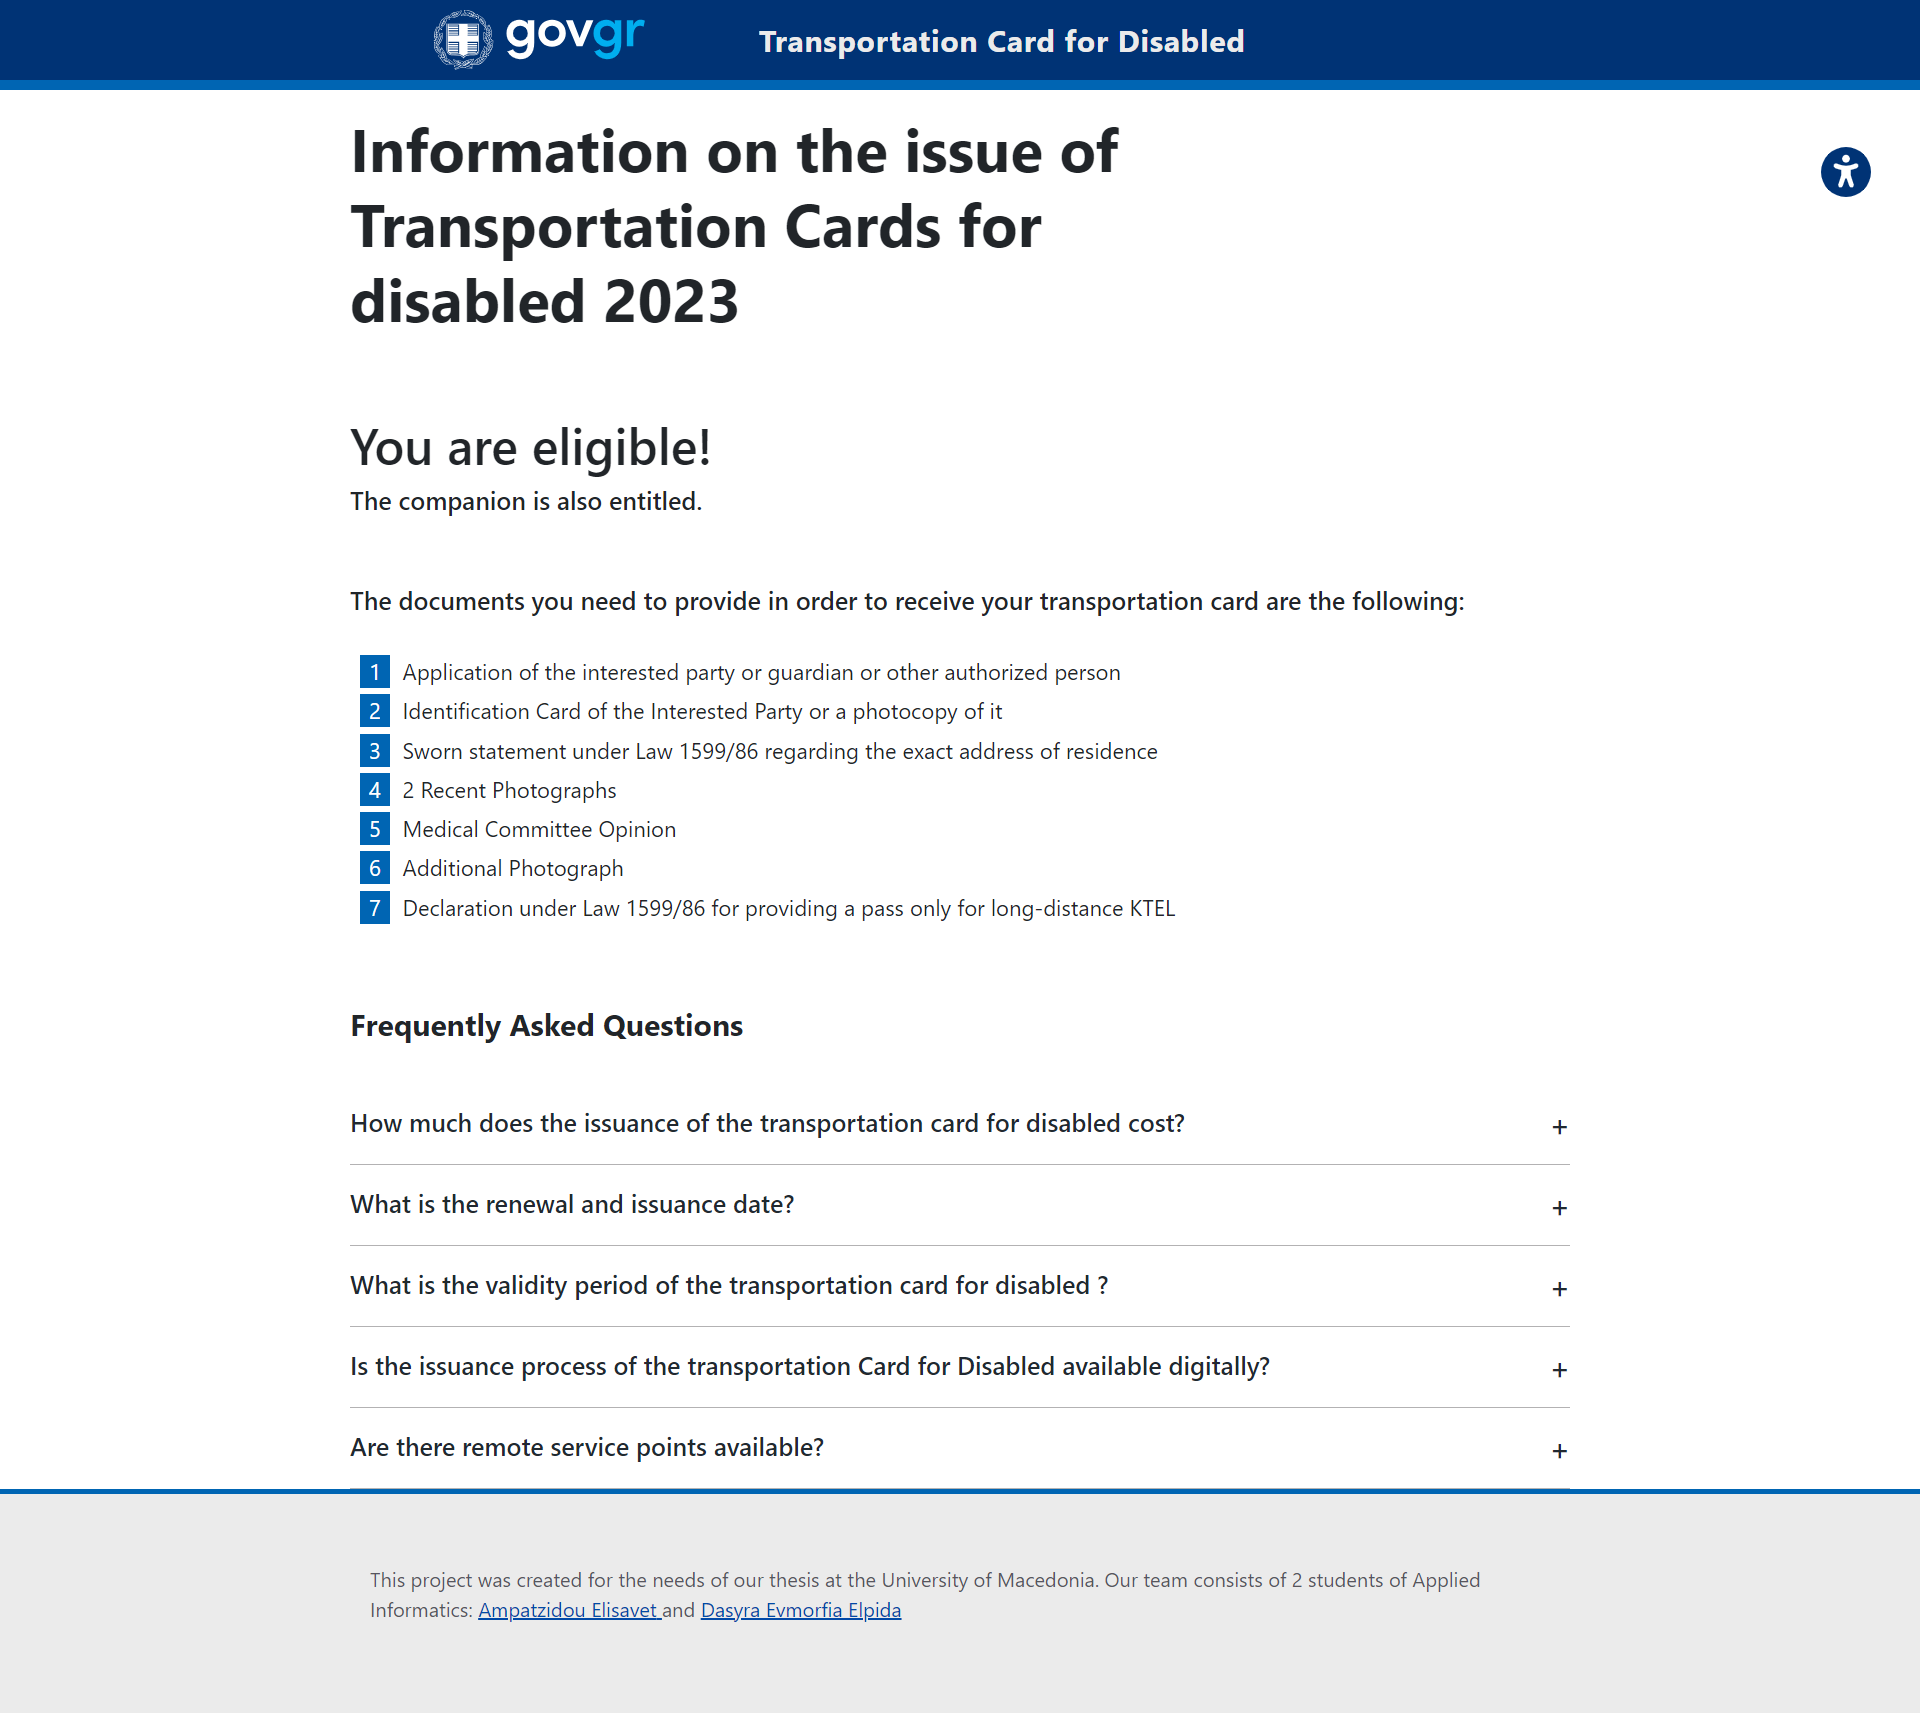 govgr
Transportation Card for Disabled
Information on the issue of
Transportation Cards for
disabled 2023
You are eligible!
The companion is also entitled.
The documents you need to provide in order to receive your transportation card are the following:
1 Application of the interested party or guardian or other authorized person
2 Identification Card of the Interested Party or a photocopy of it
3 Sworn statement under Law 1599/86 regarding the exact address of residence
4 2 Recent Photographs
5 Medical Committee Opinion
6 Additional Photograph
7 Declaration under Law 1599/86 for providing a pass only for long-distance KTEL
Frequently Asked Questions
How much does the issuance of the transportation card for disabled cost? +
What is the renewal and issuance date? +
What is the validity period of the transportation card for disabled ? +
Is the issuance process of the transportation Card for Disabled available digitally? +
Are there remote service points available? +
This project was created for the needs of our thesis at the University of Macedonia. Our team consists of 2 students of Applied
Informatics: Ampatzidou Elisavet and Dasyra Evmorfia Elpida